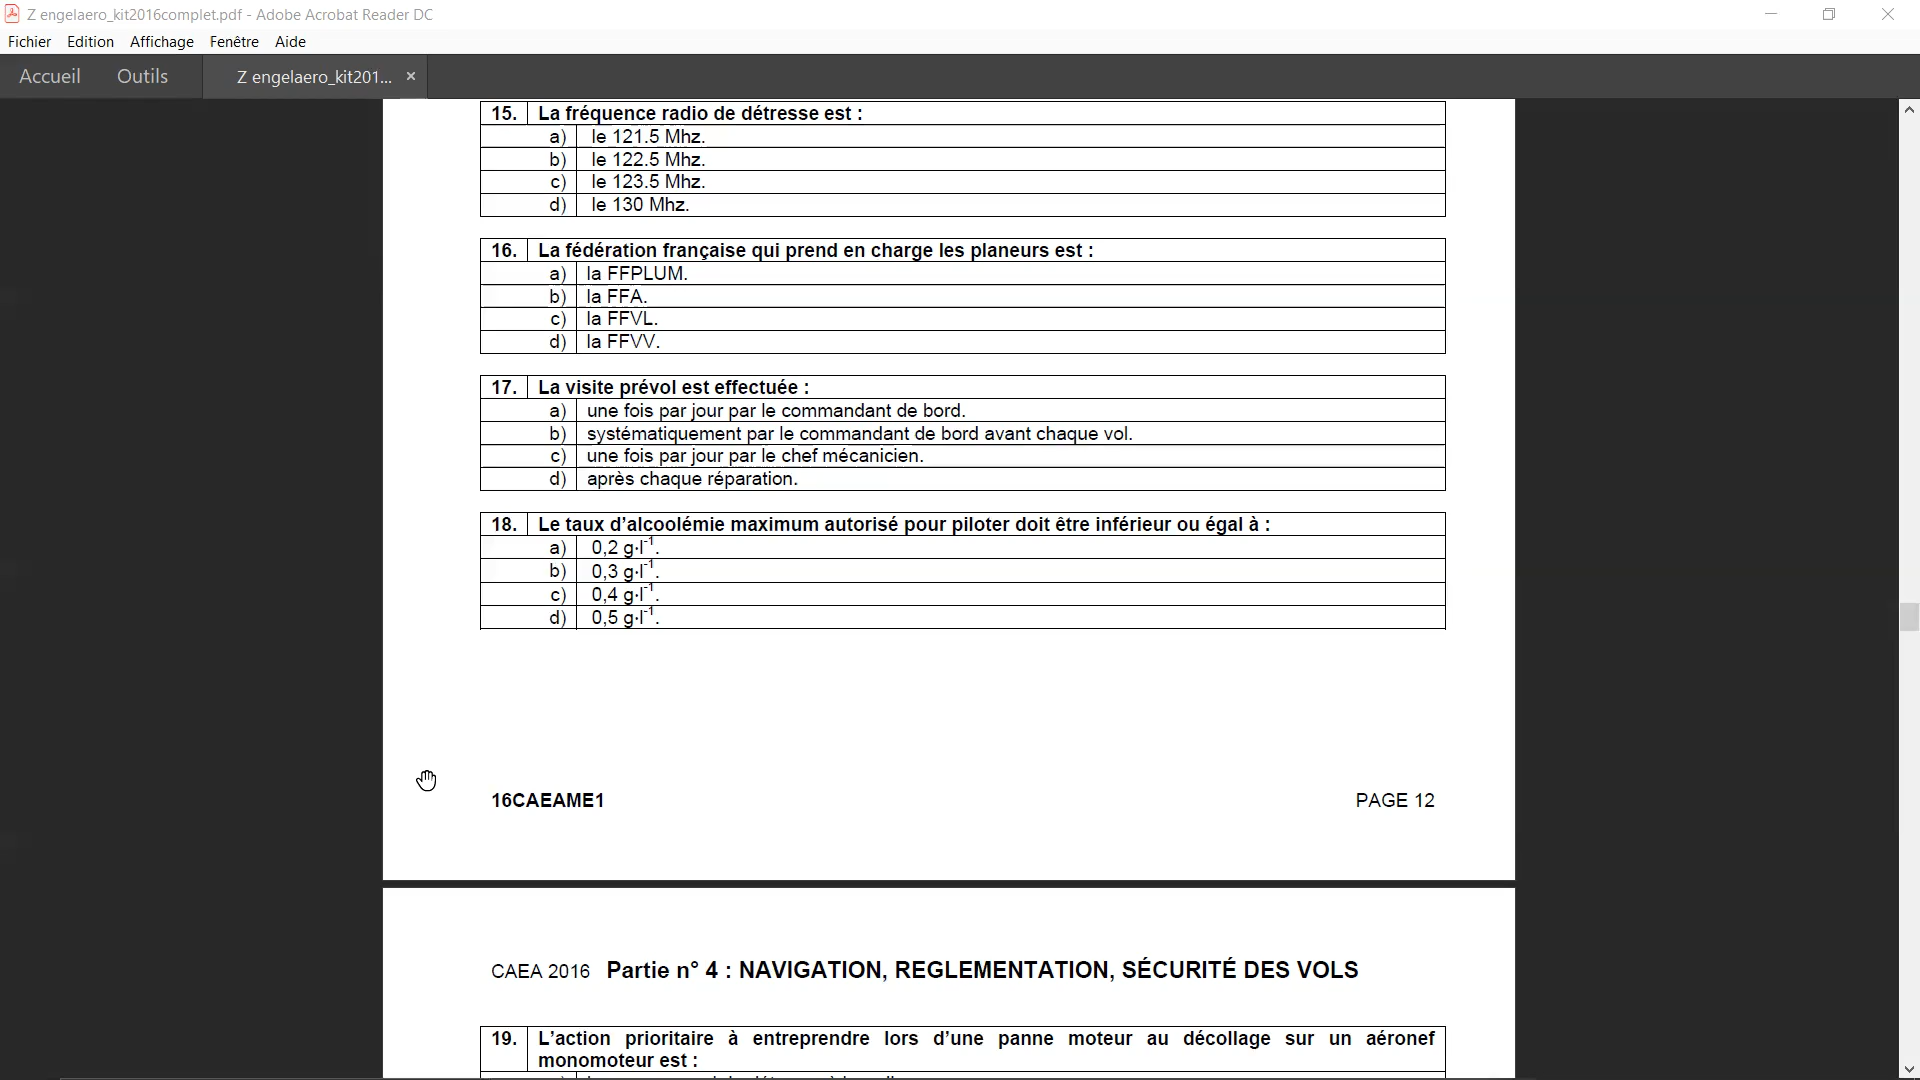 Z engelaero_kit2016complet.pdf - Adobe Acrobat Reader DC
Fichier Edition Affichage Fenêtre Aide
Accueil Outils Z engelaero_kit201... ×
15. La fréquence radio de détresse est :
a) le 121.5 Mhz.
b) le 122.5 Mhz.
c) le 123.5 Mhz.
d) le 130 Mhz.
16. La fédération française qui prend en charge les planeurs est :
a) la FFPLUM.
b) la FFA.
c) la FFVL.
d) la FFVV.
17. La visite prévol est effectuée :
a) une fois par jour par le commandant de bord.
b) systématiquement par le commandant de bord avant chaque vol.
c) une fois par jour par le chef mécanicien.
d) après chaque réparation.
18. Le taux d’alcoolémie maximum autorisé pour piloter doit être inférieur ou égal à :
a) 0,2 g·l⁻¹.
b) 0,3 g·l⁻¹.
c) 0,4 g·l⁻¹.
d) 0,5 g·l⁻¹.
16CAEAME1 PAGE 12
CAEA 2016 Partie n° 4 : NAVIGATION, REGLEMENTATION, SÉCURITÉ DES VOLS
19. L’action prioritaire à entreprendre lors d’une panne moteur au décollage sur un aéronef
monomoteur est :